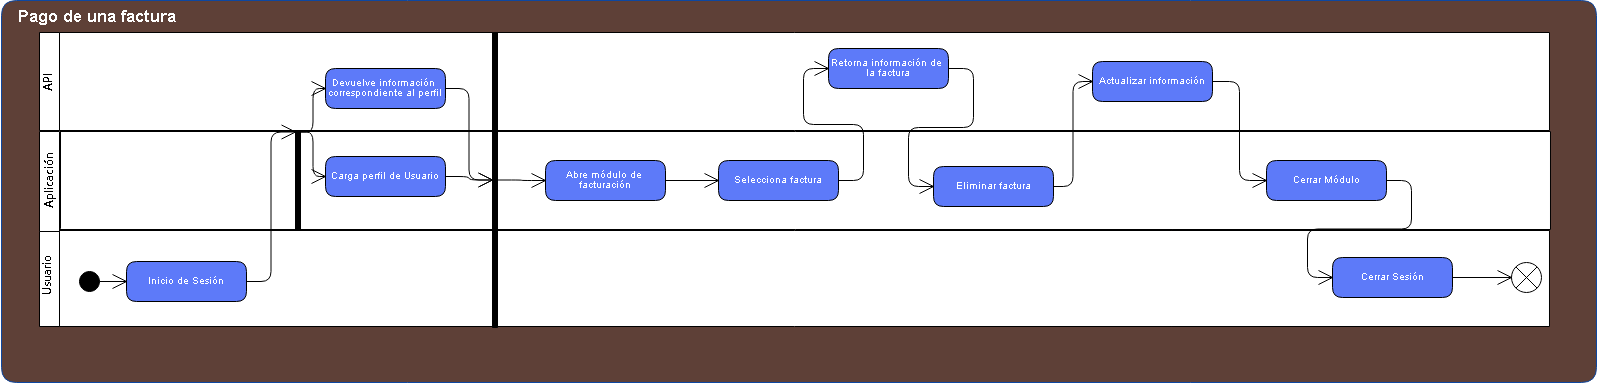 Pago de una factura
API
Devuelve información
correspondiente al perfil
Retorna información de
la factura
Actualizar información
Aplicación
Carga perfil de Usuario
Abre módulo de
facturación
Selecciona factura
Eliminar factura
Cerrar Módulo
Usuario
Inicio de Sesión
Cerrar Sesión